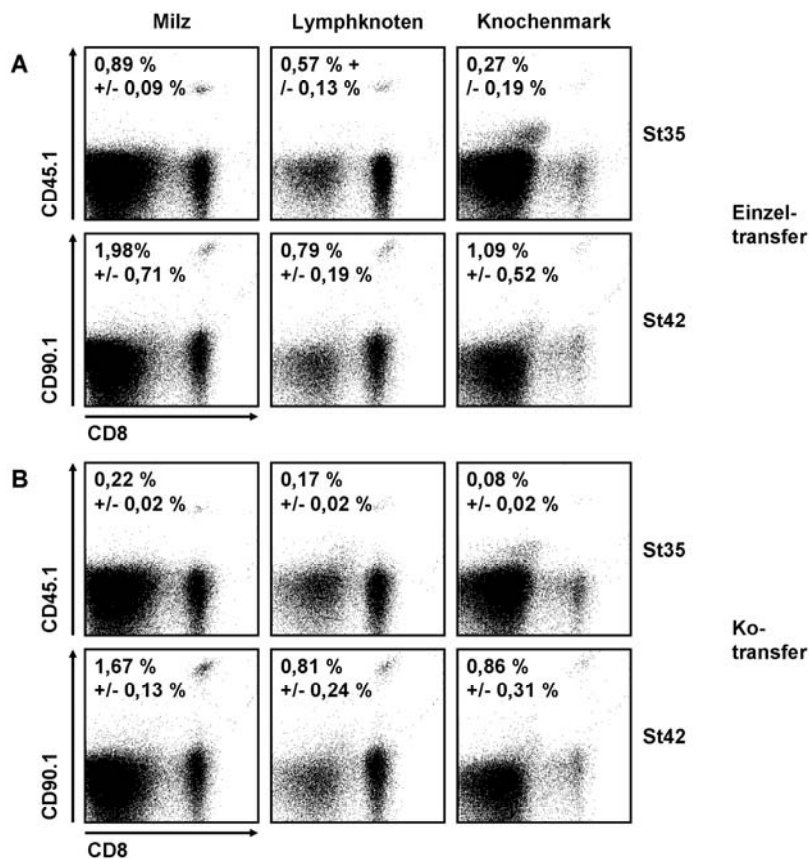 Milz
Lymphknoten
Knochenmark
A
0,89 %
+/- 0,09 %
0,57 % +
/- 0,13 %
0,27 %
/- 0,19 %
CD45.1
St35
1,98%
+/- 0,71 %
0,79 %
+/- 0,19 %
1,09 %
+/- 0,52 %
CD90.1
St42
Einzel-
transfer
CD8
B
0,22 %
+/- 0,02 %
0,17 %
+/- 0,02 %
0,08 %
+/- 0,02 %
CD45.1
St35
1,67 %
+/- 0,13 %
0,81 %
+/- 0,24 %
0,86 %
+/- 0,31 %
CD90.1
St42
Ko-
transfer
CD8